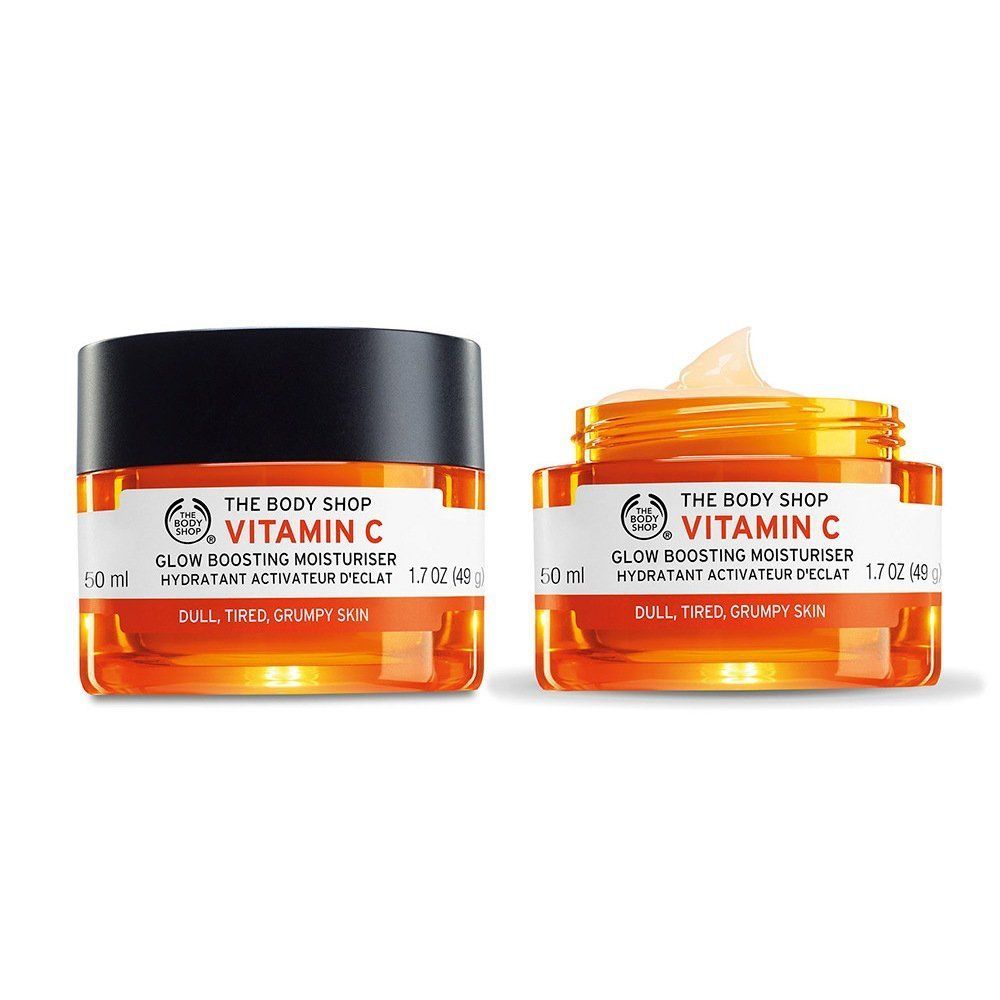 THE
BODY
SHOP
®
THE BODY SHOP
VITAMIN C
GLOW BOOSTING MOISTURISER
HYDRATANT ACTIVATEUR D'ECLAT
50 ml
1.7 OZ (49 g)
DULL, TIRED, GRUMPY SKIN
THE
BODY
SHOP
®
THE BODY SHOP
VITAMIN C
GLOW BOOSTING MOISTURISER
HYDRATANT ACTIVATEUR D'ECLAT
50 ml
1.7 OZ (49 g)
DULL, TIRED, GRUMPY SKIN